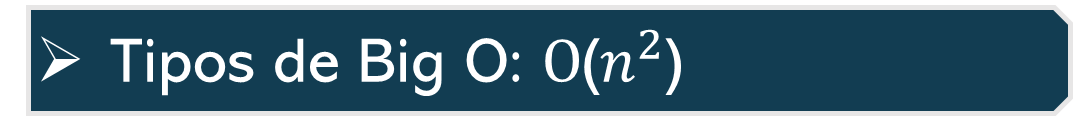 ➢ Tipos de Big O: O(n²)